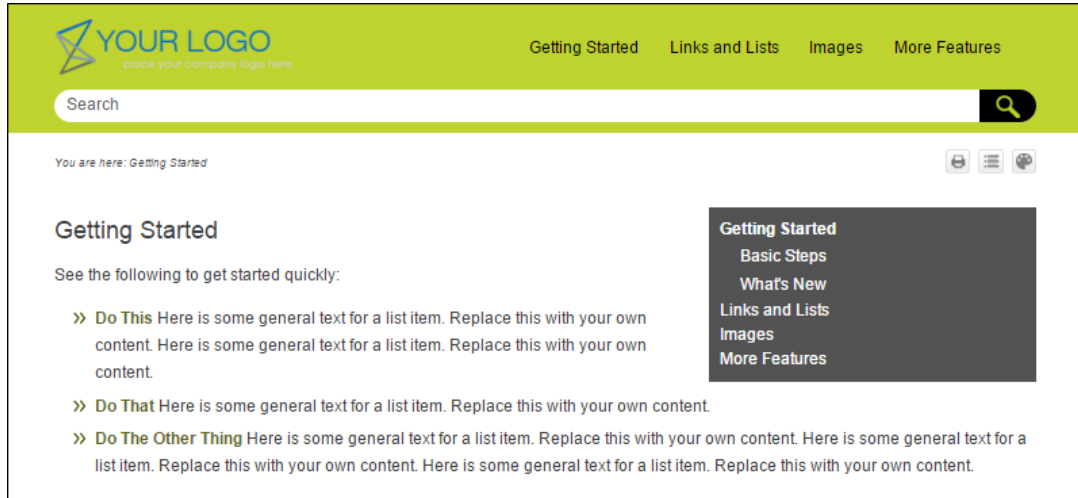 YOUR LOGO
place your company logo here
Getting Started Links and Lists Images More Features
Search
You are here: Getting Started
Getting Started
See the following to get started quickly:
Do This Here is some general text for a list item. Replace this with your own
content. Here is some general text for a list item. Replace this with your own
content.
Do That Here is some general text for a list item. Replace this with your own content.
Do The Other Thing Here is some general text for a list item. Replace this with your own content. Here is some general text for a
list item. Replace this with your own content. Here is some general text for a list item. Replace this with your own content.
Getting Started
Basic Steps
What's New
Links and Lists
Images
More Features